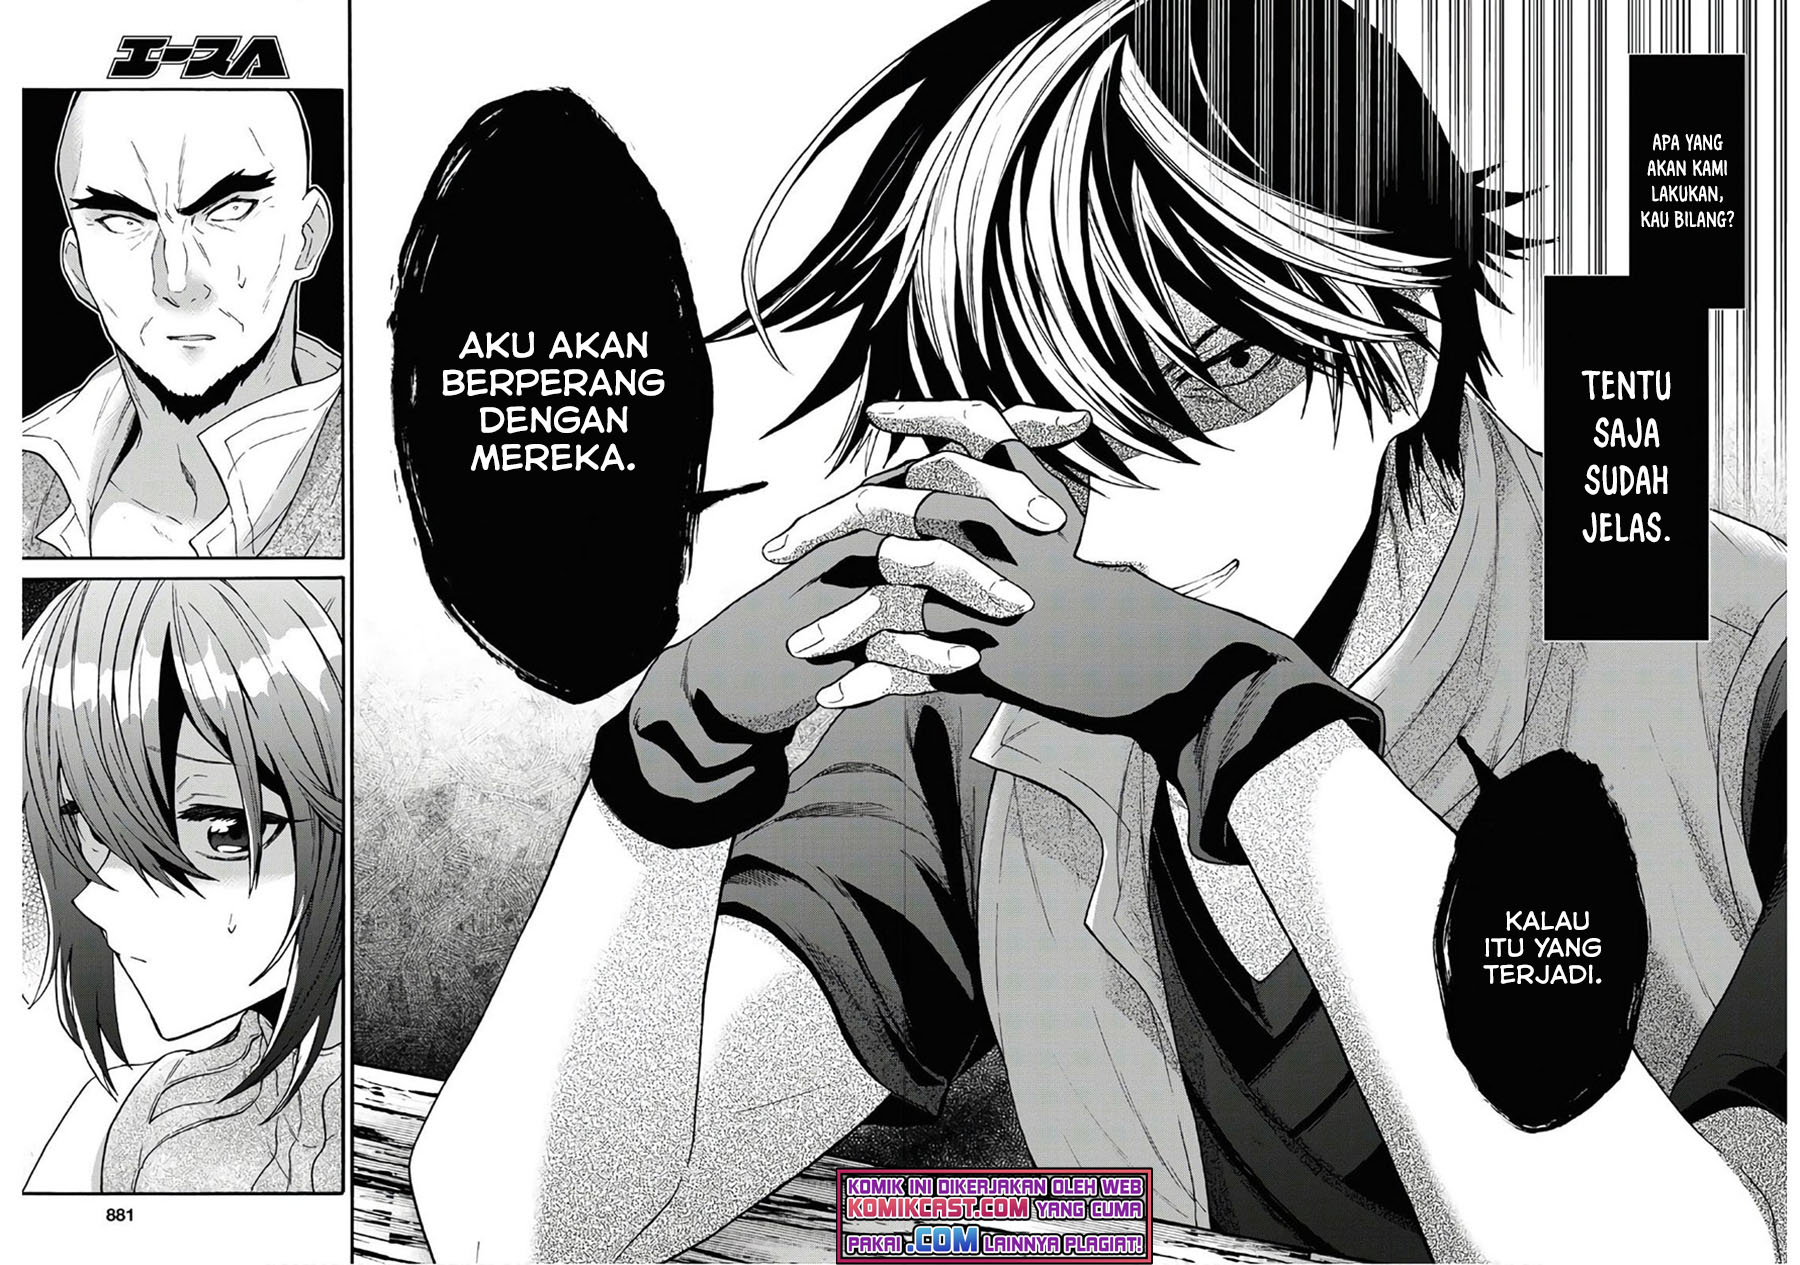 エースA
APA YANG
AKAN KAMI
LAKUKAN,
KAU BILANG?
TENTU
SAJA
SUDAH
JELAS.
KALAU
ITU YANG
TERJADI.
AKU AKAN
BERPERANG
DENGAN
MEREKA.
881
KOMIK INI DIKERJAKAN OLEH WEB
KOMIKCAST.COM YANG CUMA
PAKAI .COM LAINNYA PLAGIAT!